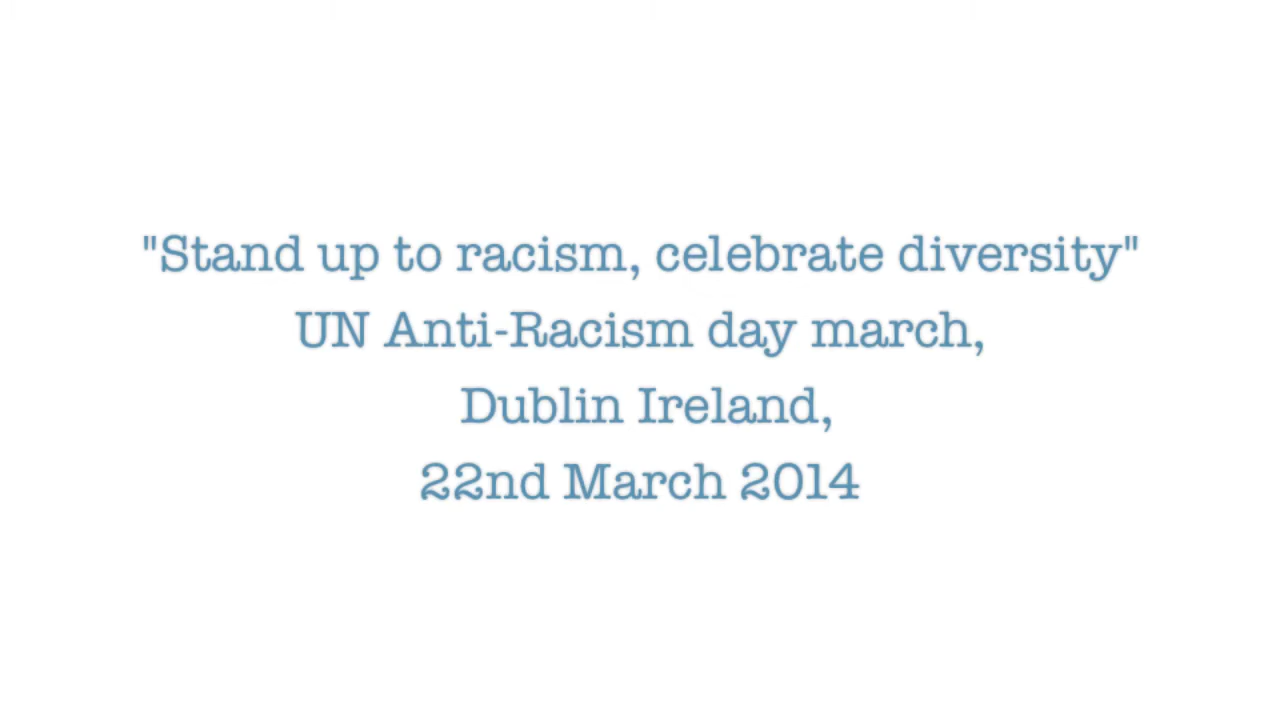 "Stand up to racism, celebrate diversity"
UN Anti-Racism day march,
Dublin Ireland,
22nd March 2014